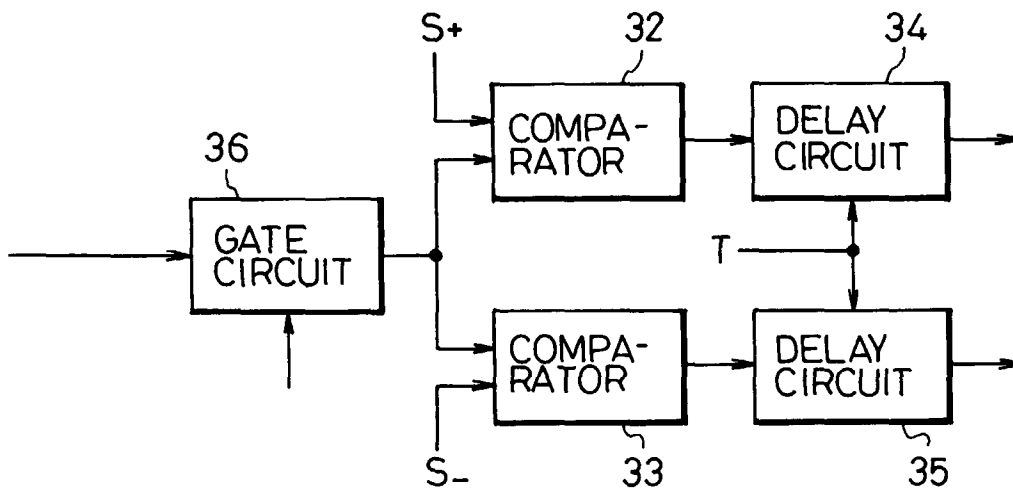 S+
32
34
COMPA-
RATOR
DELAY
CIRCUIT
36
GATE
CIRCUIT
T
COMPA-
RATOR
DELAY
CIRCUIT
S-
33
35